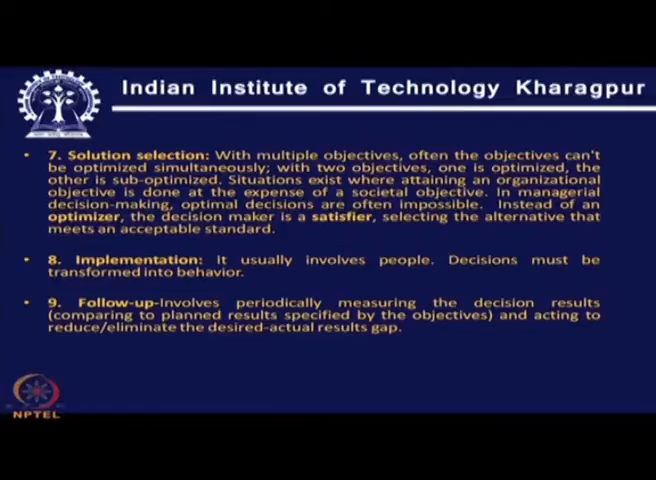 Indian Institute of Technology Kharagpur
• 7. Solution selection: With multiple objectives, often the objectives can't
be optimized simultaneously; with two objectives, one is optimized, the
other is sub-optimized. Situations exist where attaining an organizational
objective is done at the expense of a societal objective. In managerial
decision-making, optimal decisions are often impossible. Instead of an
optimizer, the decision maker is a satisfier, selecting the alternative that
meets an acceptable standard.
• 8. Implementation: It usually involves people. Decisions must be
transformed into behavior.
• 9. Follow-up-Involves periodically measuring the decision results
(comparing to planned results specified by the objectives) and acting to
reduce/eliminate the desired-actual results gap.
NPTEL